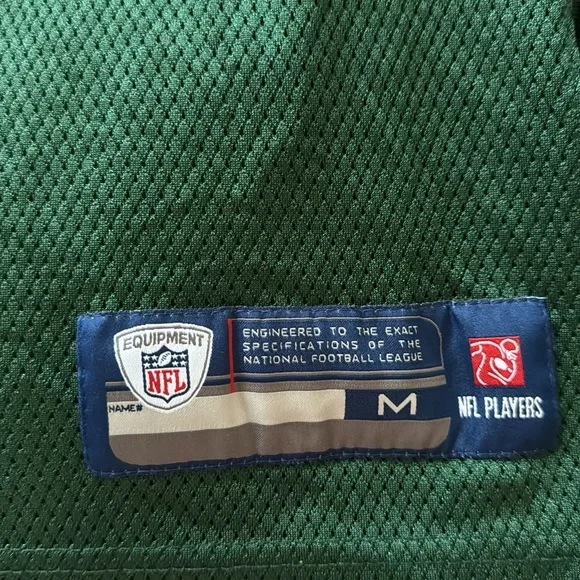 EQUIPMENT
NFL
ENGINEERED TO THE EXACT
SPECIFICATIONS OF THE
NATIONAL FOOTBALL LEAGUE
NAME#
M
NFL PLAYERS